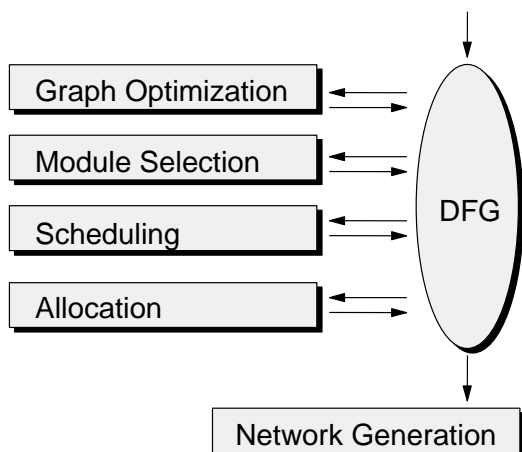 Graph Optimization
Module Selection
Scheduling
Allocation
DFG
Network Generation